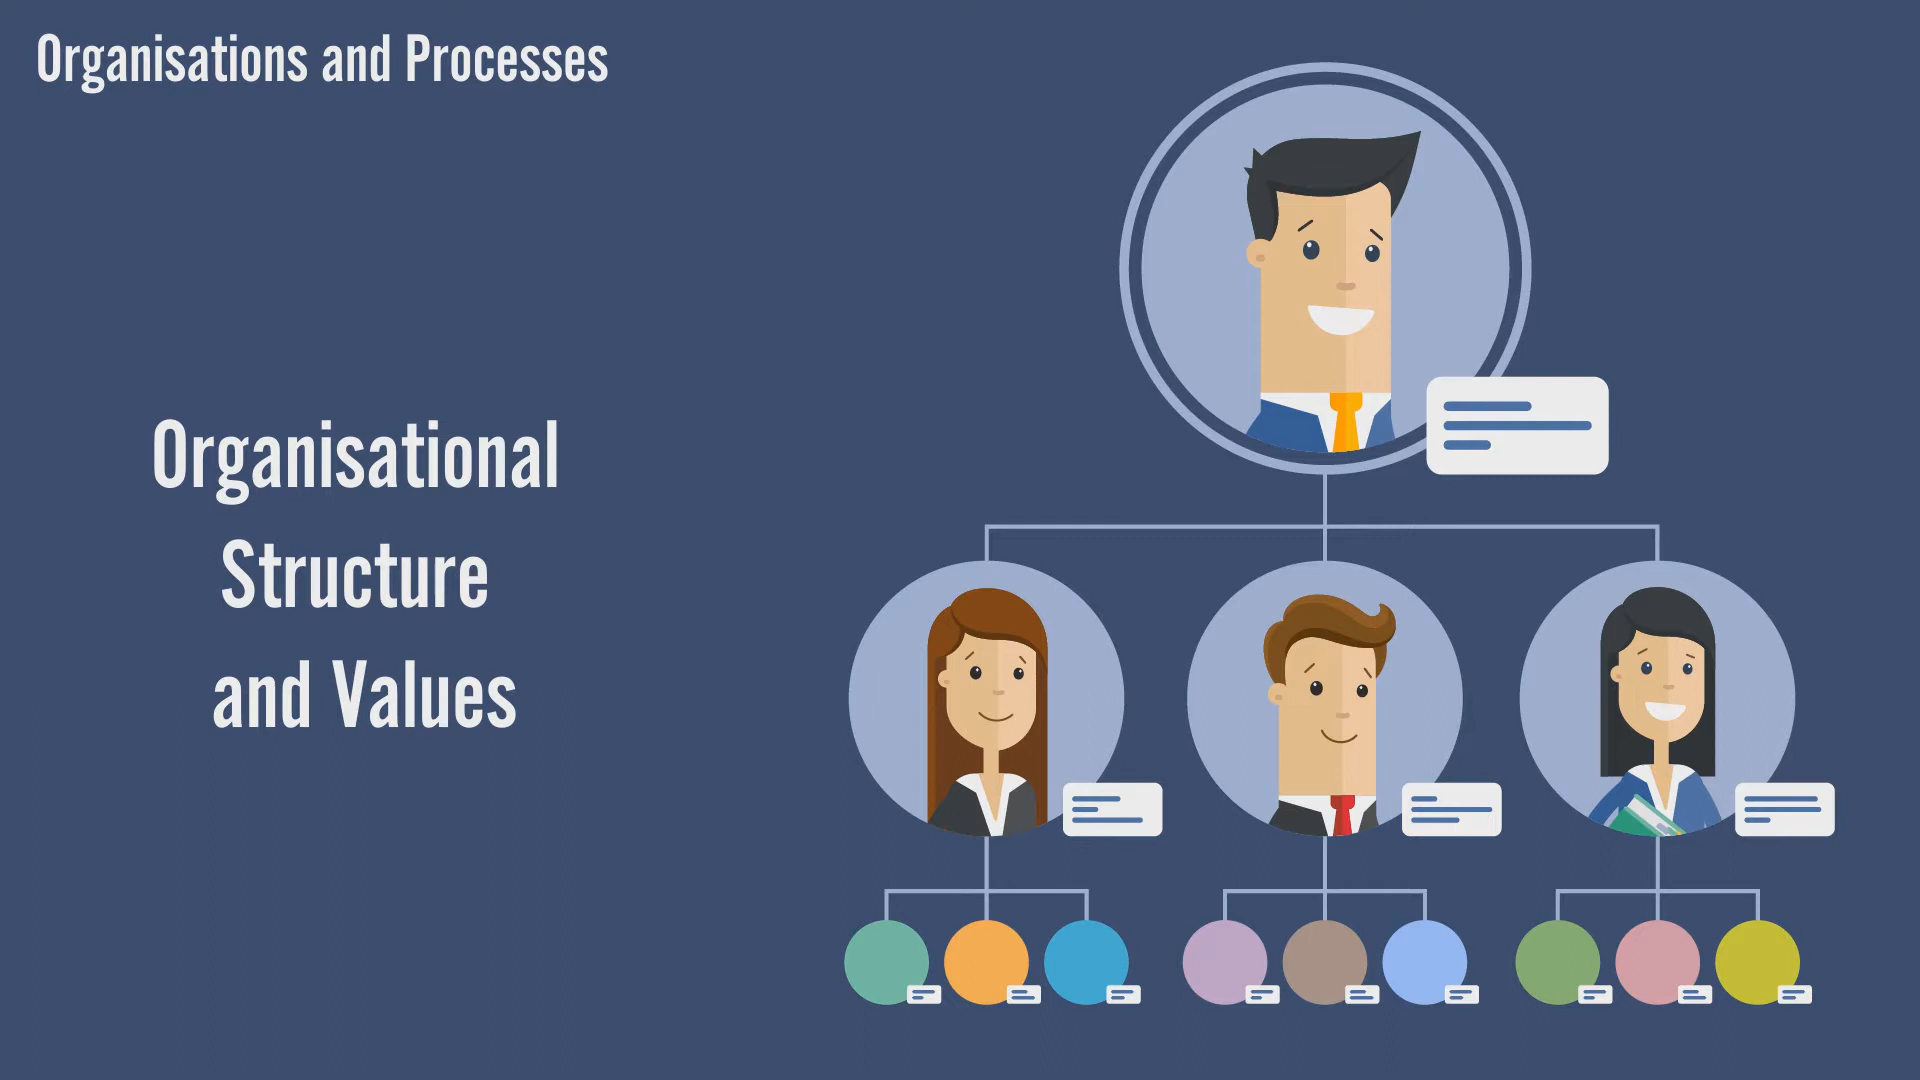 Organisations and Processes
Organisational
Structure
and Values